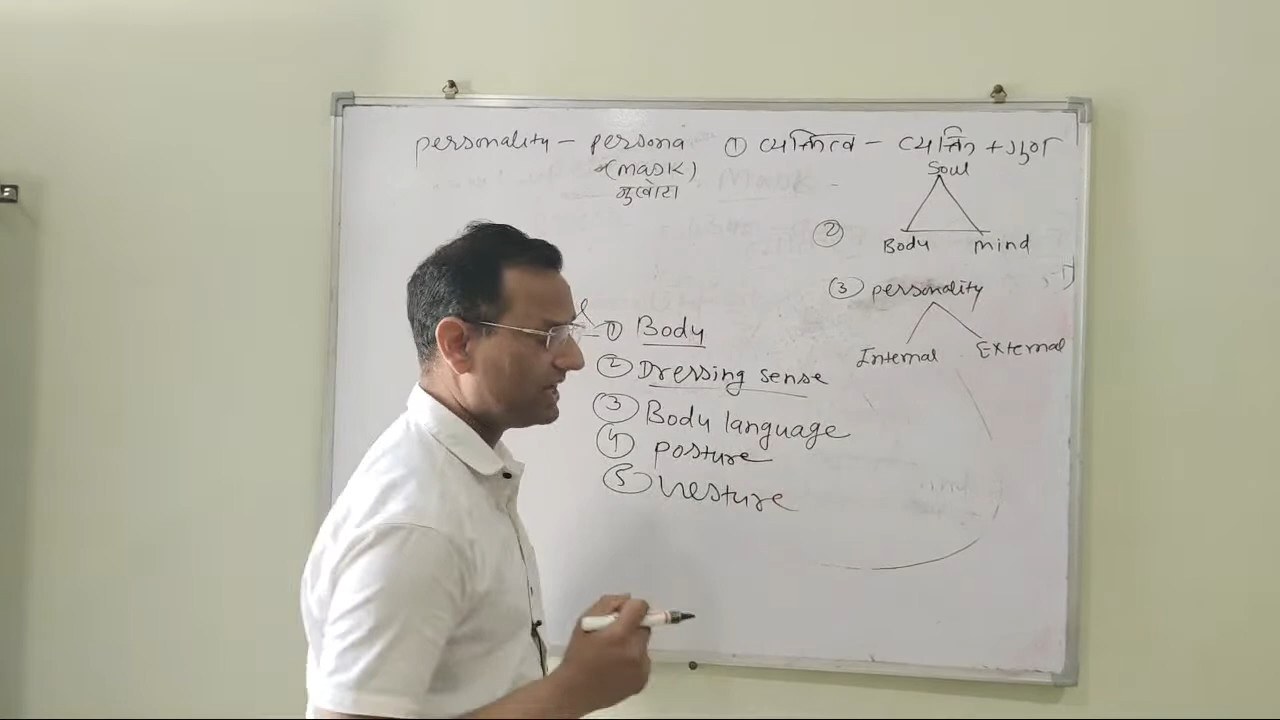 personality - persona
(mask)
मुखोटा
① व्यक्तित्व - व्यक्ति + गुण
②
Soul
Body mind
③ personality
Internal External
① Body
② Dressing sense
③ Body language
④ posture
⑤ Gesture